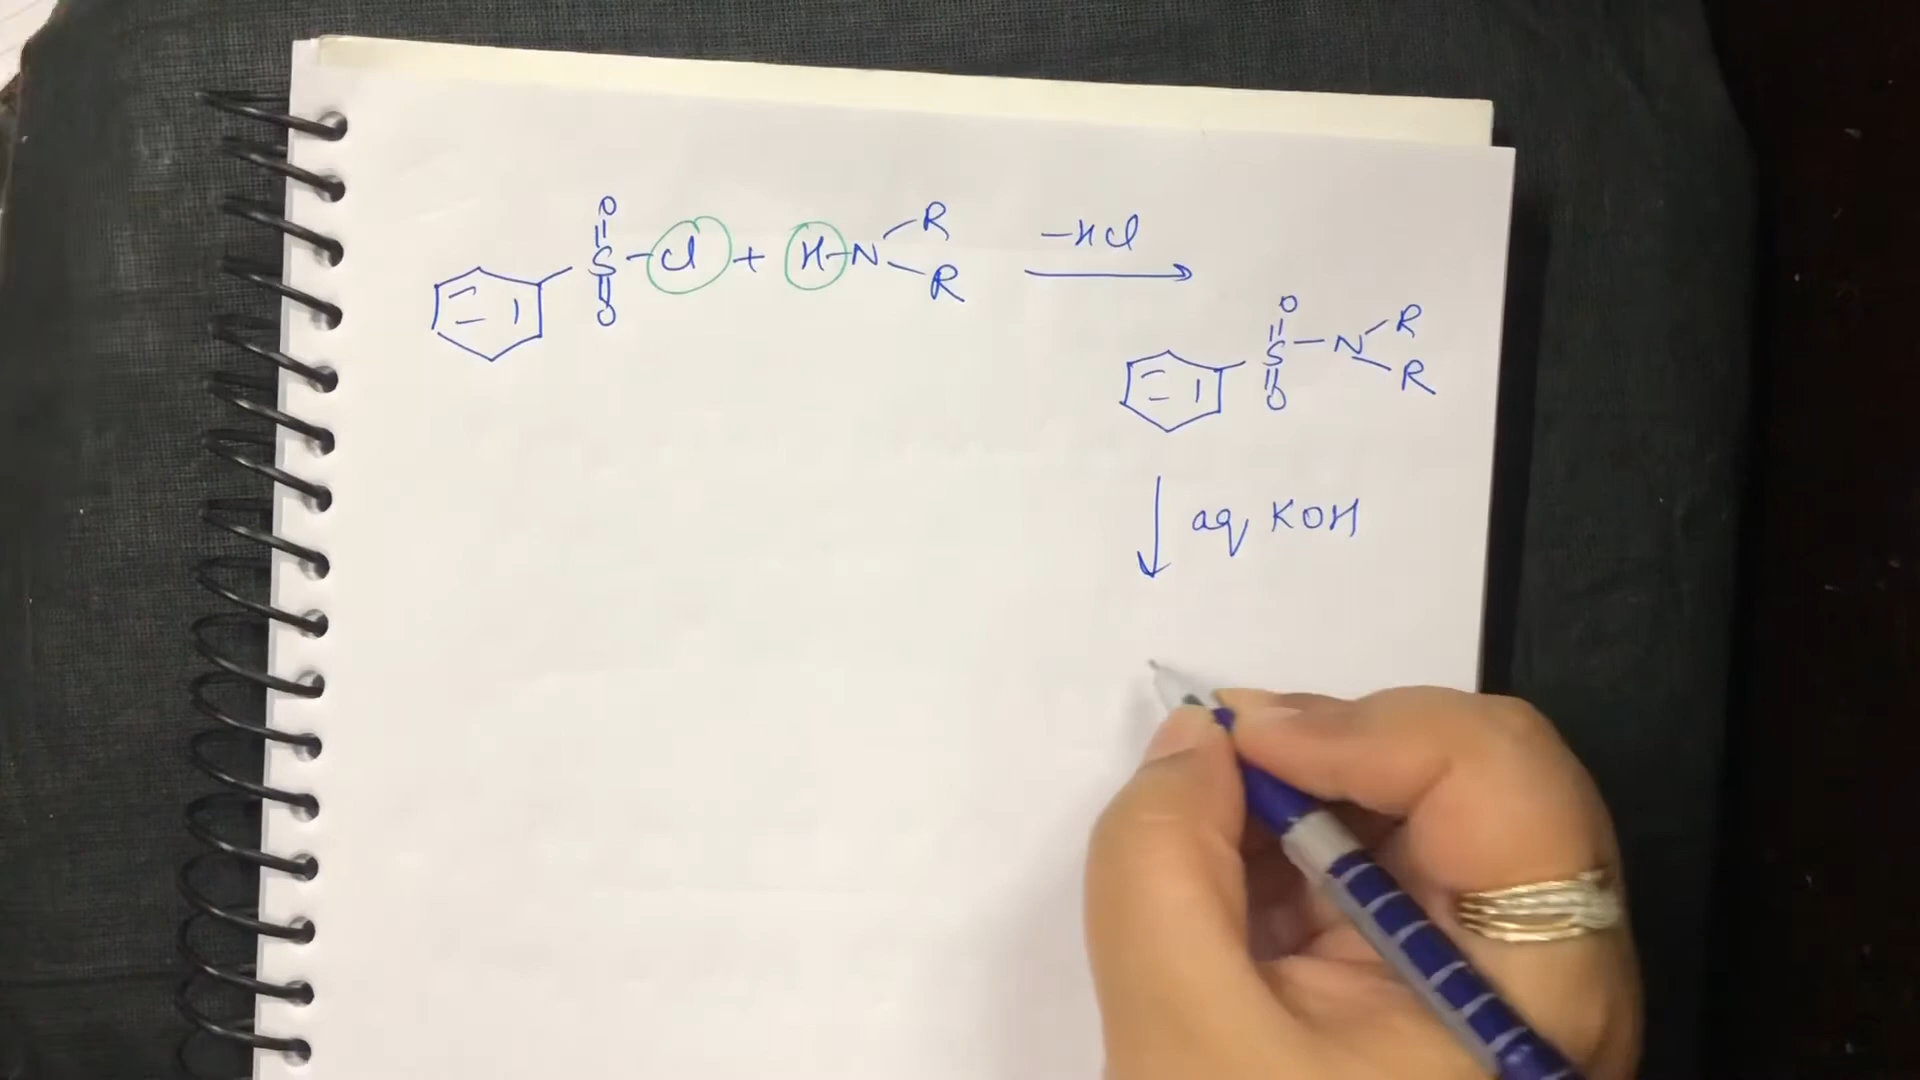 O
S-Cl + H-N R R -HCl
O
O
S-N R R
O
aq KOH